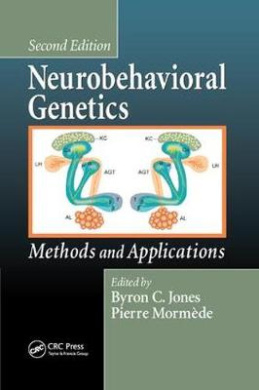 Second Edition
Neurobehavioral
Genetics
KC
KC
LH
AGT
AGT
LH
AL
AL
Methods and Applications
Edited by
Byron C. Jones
Pierre Mormède
CRC Press
Taylor & Francis Group